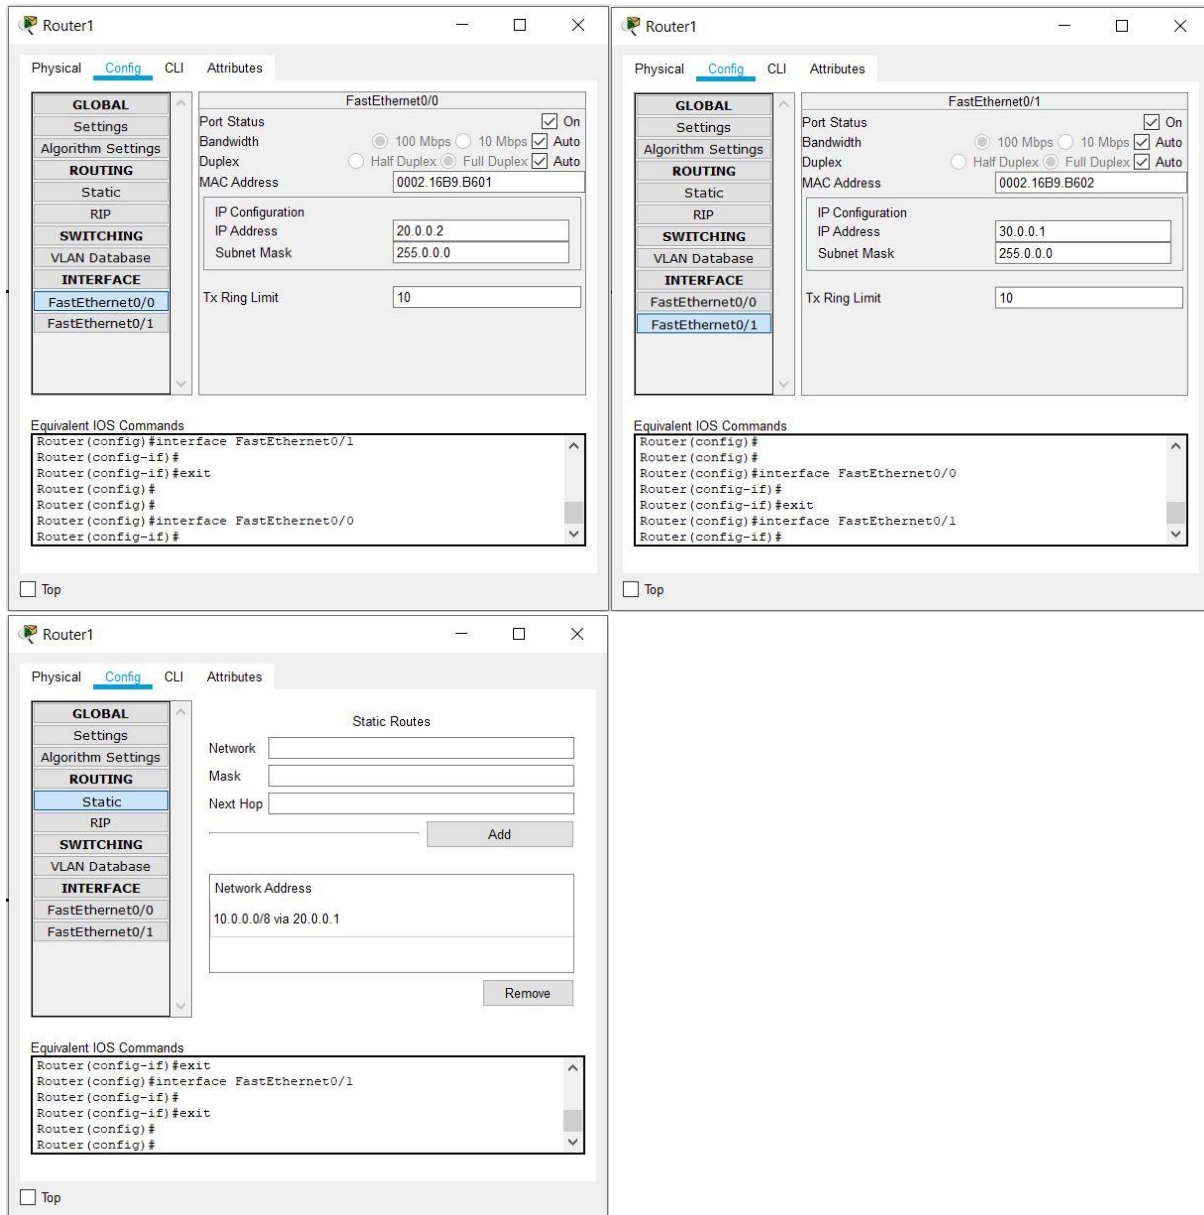 Router1
Physical Config CLI Attributes
GLOBAL
Settings
Algorithm Settings
ROUTING
Static
RIP
SWITCHING
VLAN Database
INTERFACE
FastEthernet0/0
FastEthernet0/1
FastEthernet0/0
Port Status On
Bandwidth 100 Mbps 10 Mbps Auto
Duplex Half Duplex Full Duplex Auto
MAC Address 0002.16B9.B601
IP Configuration
IP Address 20.0.0.2
Subnet Mask 255.0.0.0
Tx Ring Limit 10
Equivalent IOS Commands
Router(config)#interface FastEthernet0/1
Router(config-if)#
Router(config-if)#exit
Router(config)#
Router(config)#
Router(config)#interface FastEthernet0/0
Router(config-if)#
Top
Router1
Physical Config CLI Attributes
GLOBAL
Settings
Algorithm Settings
ROUTING
Static
RIP
SWITCHING
VLAN Database
INTERFACE
FastEthernet0/0
FastEthernet0/1
FastEthernet0/1
Port Status On
Bandwidth 100 Mbps 10 Mbps Auto
Duplex Half Duplex Full Duplex Auto
MAC Address 0002.16B9.B602
IP Configuration
IP Address 30.0.0.1
Subnet Mask 255.0.0.0
Tx Ring Limit 10
Equivalent IOS Commands
Router(config)#
Router(config)#
Router(config)#interface FastEthernet0/0
Router(config-if)#
Router(config-if)#exit
Router(config)#interface FastEthernet0/1
Router(config-if)#
Top
Router1
Physical Config CLI Attributes
GLOBAL
Settings
Algorithm Settings
ROUTING
Static
RIP
SWITCHING
VLAN Database
INTERFACE
FastEthernet0/0
FastEthernet0/1
Static Routes
Network
Mask
Next Hop
Add
Network Address
10.0.0.0/8 via 20.0.0.1
Remove
Equivalent IOS Commands
Router(config-if)#exit
Router(config)#interface FastEthernet0/1
Router(config-if)#
Router(config-if)#exit
Router(config)#
Router(config)#
Top